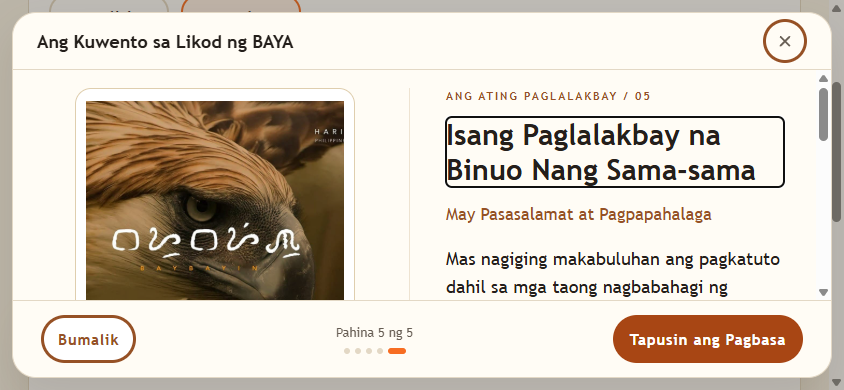 Ang Kuwento sa Likod ng BAYA
HARI
PHILIPPIN
BAYBAYIN
ANG ATING PAGLALAKBAY / 05
Isang Paglalakbay na
Binuo Nang Sama-sama
May Pasasalamat at Pagpapahalaga
Mas nagiging makabuluhan ang pagkatuto
dahil sa mga taong nagbabahagi ng
Bumalik
Pahina 5 ng 5
Tapusin ang Pagbasa